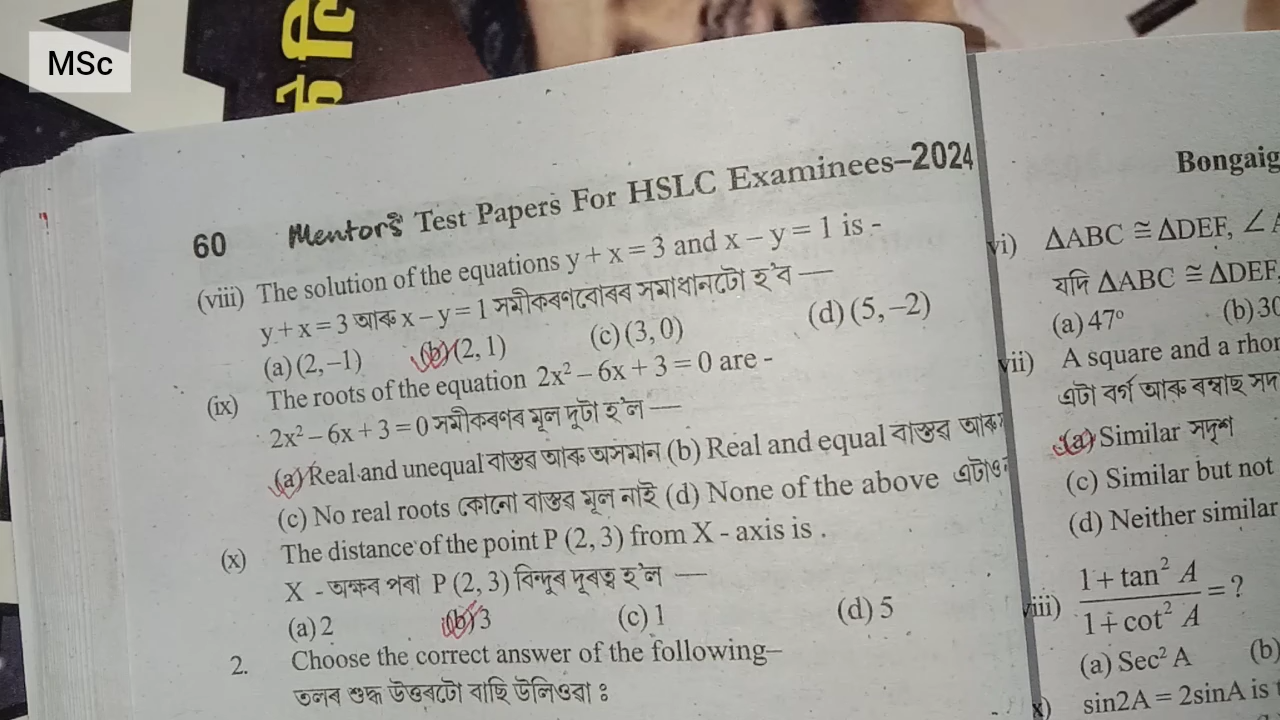 MSc
60 Mentor's Test Papers For HSLC Examinees–2024
(viii) The solution of the equations y + x = 3 and x – y = 1 is -
y + x = 3 আৰু x – y = 1 সমীকৰণবোৰৰ সমাধানটো হ'ব —
(a) (2, –1) (b) (2, 1) (c) (3, 0) (d) (5, –2)
(ix) The roots of the equation 2x² – 6x + 3 = 0 are -
2x² – 6x + 3 = 0 সমীকৰণৰ মূল দুটা হ'ল —
(a) Real and unequal বাস্তৱ আৰু অসমান (b) Real and equal বাস্তৱ আৰু
(c) No real roots কোনো বাস্তৱ মূল নাই (d) None of the above এটাও
(x) The distance of the point P (2, 3) from X - axis is .
X - অক্ষৰ পৰা P (2, 3) বিন্দুৰ দূৰত্ব হ'ল —
(a) 2 (b) 3 (c) 1 (d) 5
2. Choose the correct answer of the following–
তলৰ শুদ্ধ উত্তৰটো বাছি উলিওৱা ঃ
Bongaig
vi) ΔABC ≅ ΔDEF, ∠A
যদি ΔABC ≅ ΔDEF
(a) 47° (b) 30
vii) A square and a rhor
এটা বৰ্গ আৰু ৰম্বাছ সদ
(a) Similar সদৃশ
(c) Similar but not
(d) Neither similar
viii) 1 + tan² A / 1 + cot² A = ?
(a) Sec² A (b)
x) sin2A = 2sinA is